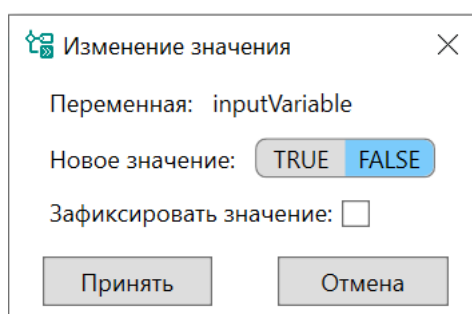 Изменение значения
Переменная: inputVariable
Новое значение: TRUE FALSE
Зафиксировать значение:
Принять Отмена